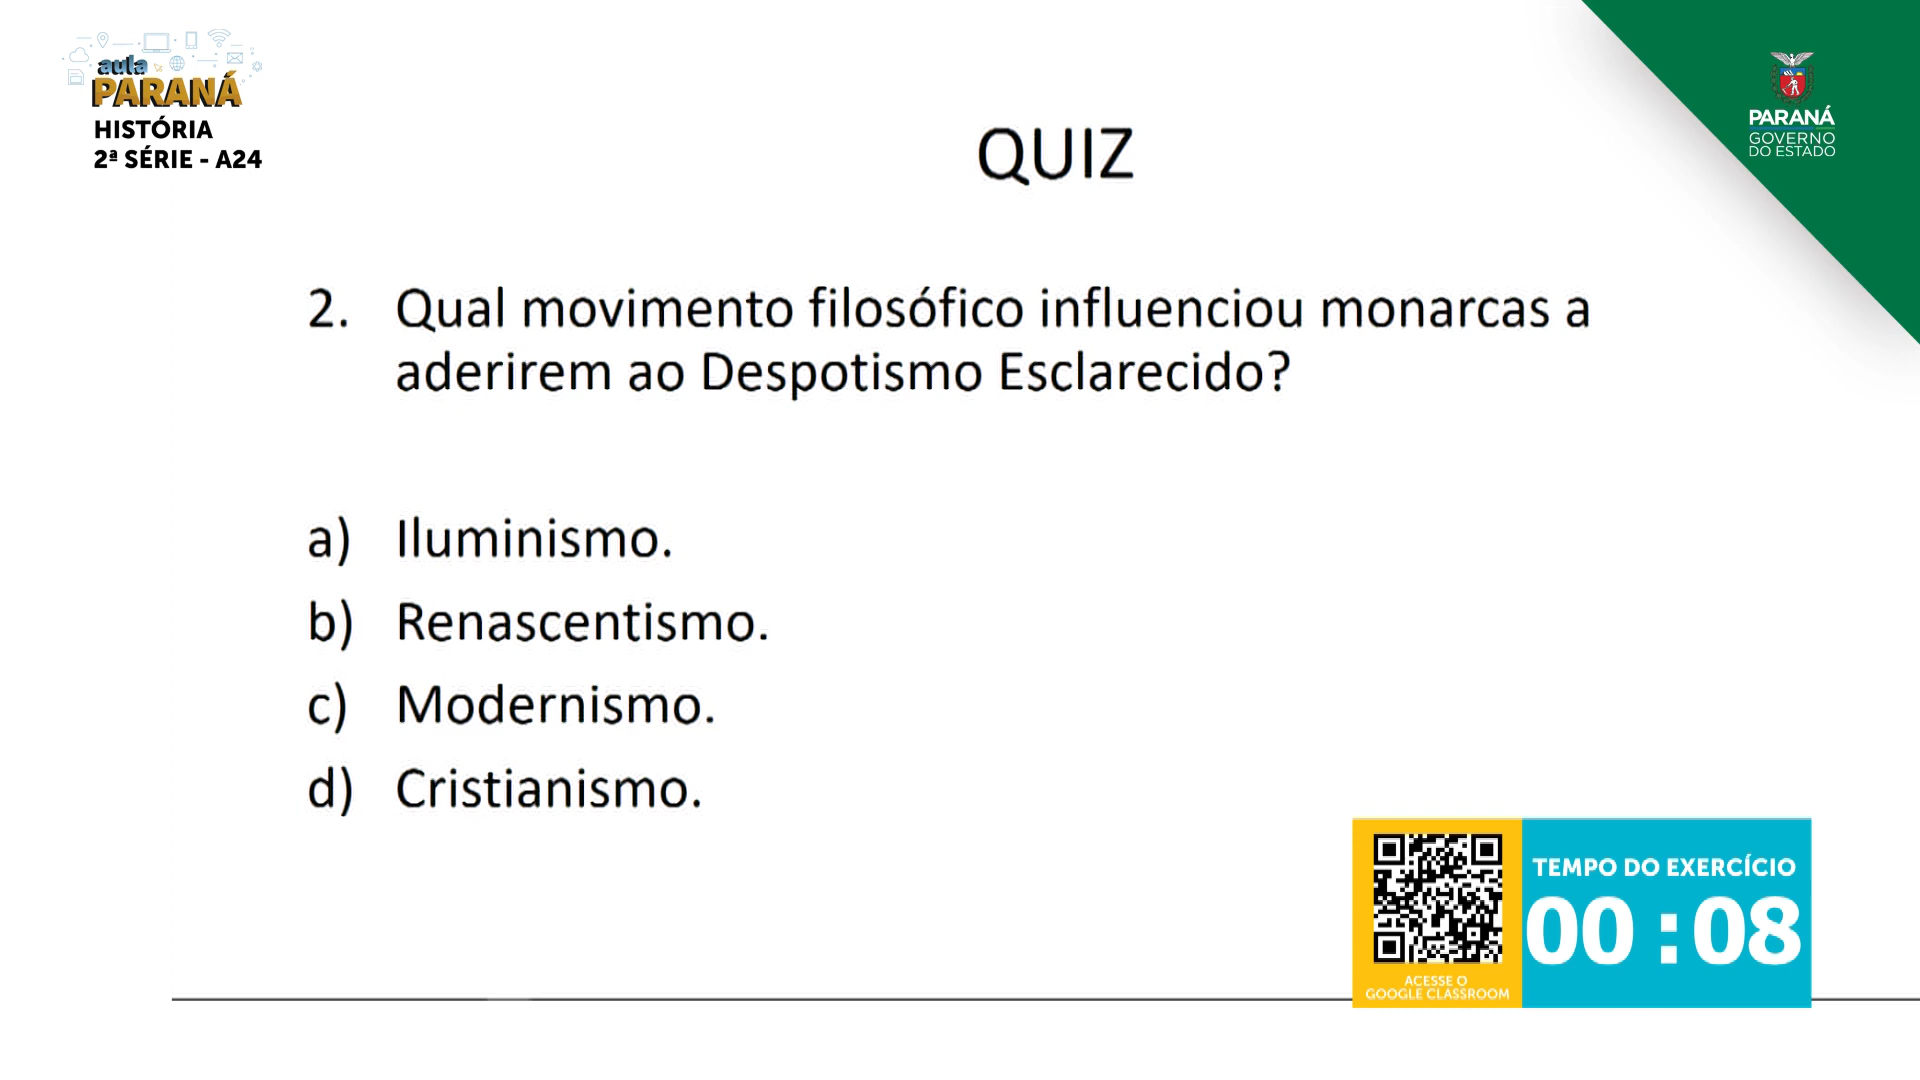 aula
PARANÁ
HISTÓRIA
2ª SÉRIE - A24
PARANÁ
GOVERNO
DO ESTADO
QUIZ
2. Qual movimento filosófico influenciou monarcas a
aderirem ao Despotismo Esclarecido?
a) Iluminismo.
b) Renascentismo.
c) Modernismo.
d) Cristianismo.
ACESSE O
GOOGLE CLASSROOM
TEMPO DO EXERCÍCIO
00:08